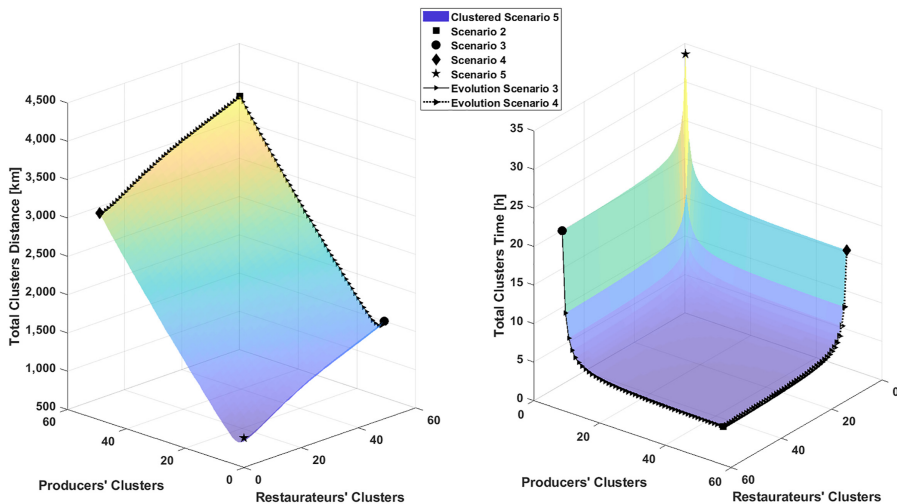 Clustered Scenario 5
Scenario 2
Scenario 3
Scenario 4
Scenario 5
Evolution Scenario 3
Evolution Scenario 4
Total Clusters Distance [km]
4,500
4,000
3,500
3,000
2,500
2,000
1,500
1,000
500
60
40
20
0
0
20
40
60
Producers' Clusters
Restaurateurs' Clusters
Total Clusters Time [h]
35
30
25
20
15
10
5
0
0
20
40
60
60
40
20
0
Producers' Clusters
Restaurateurs' Clusters